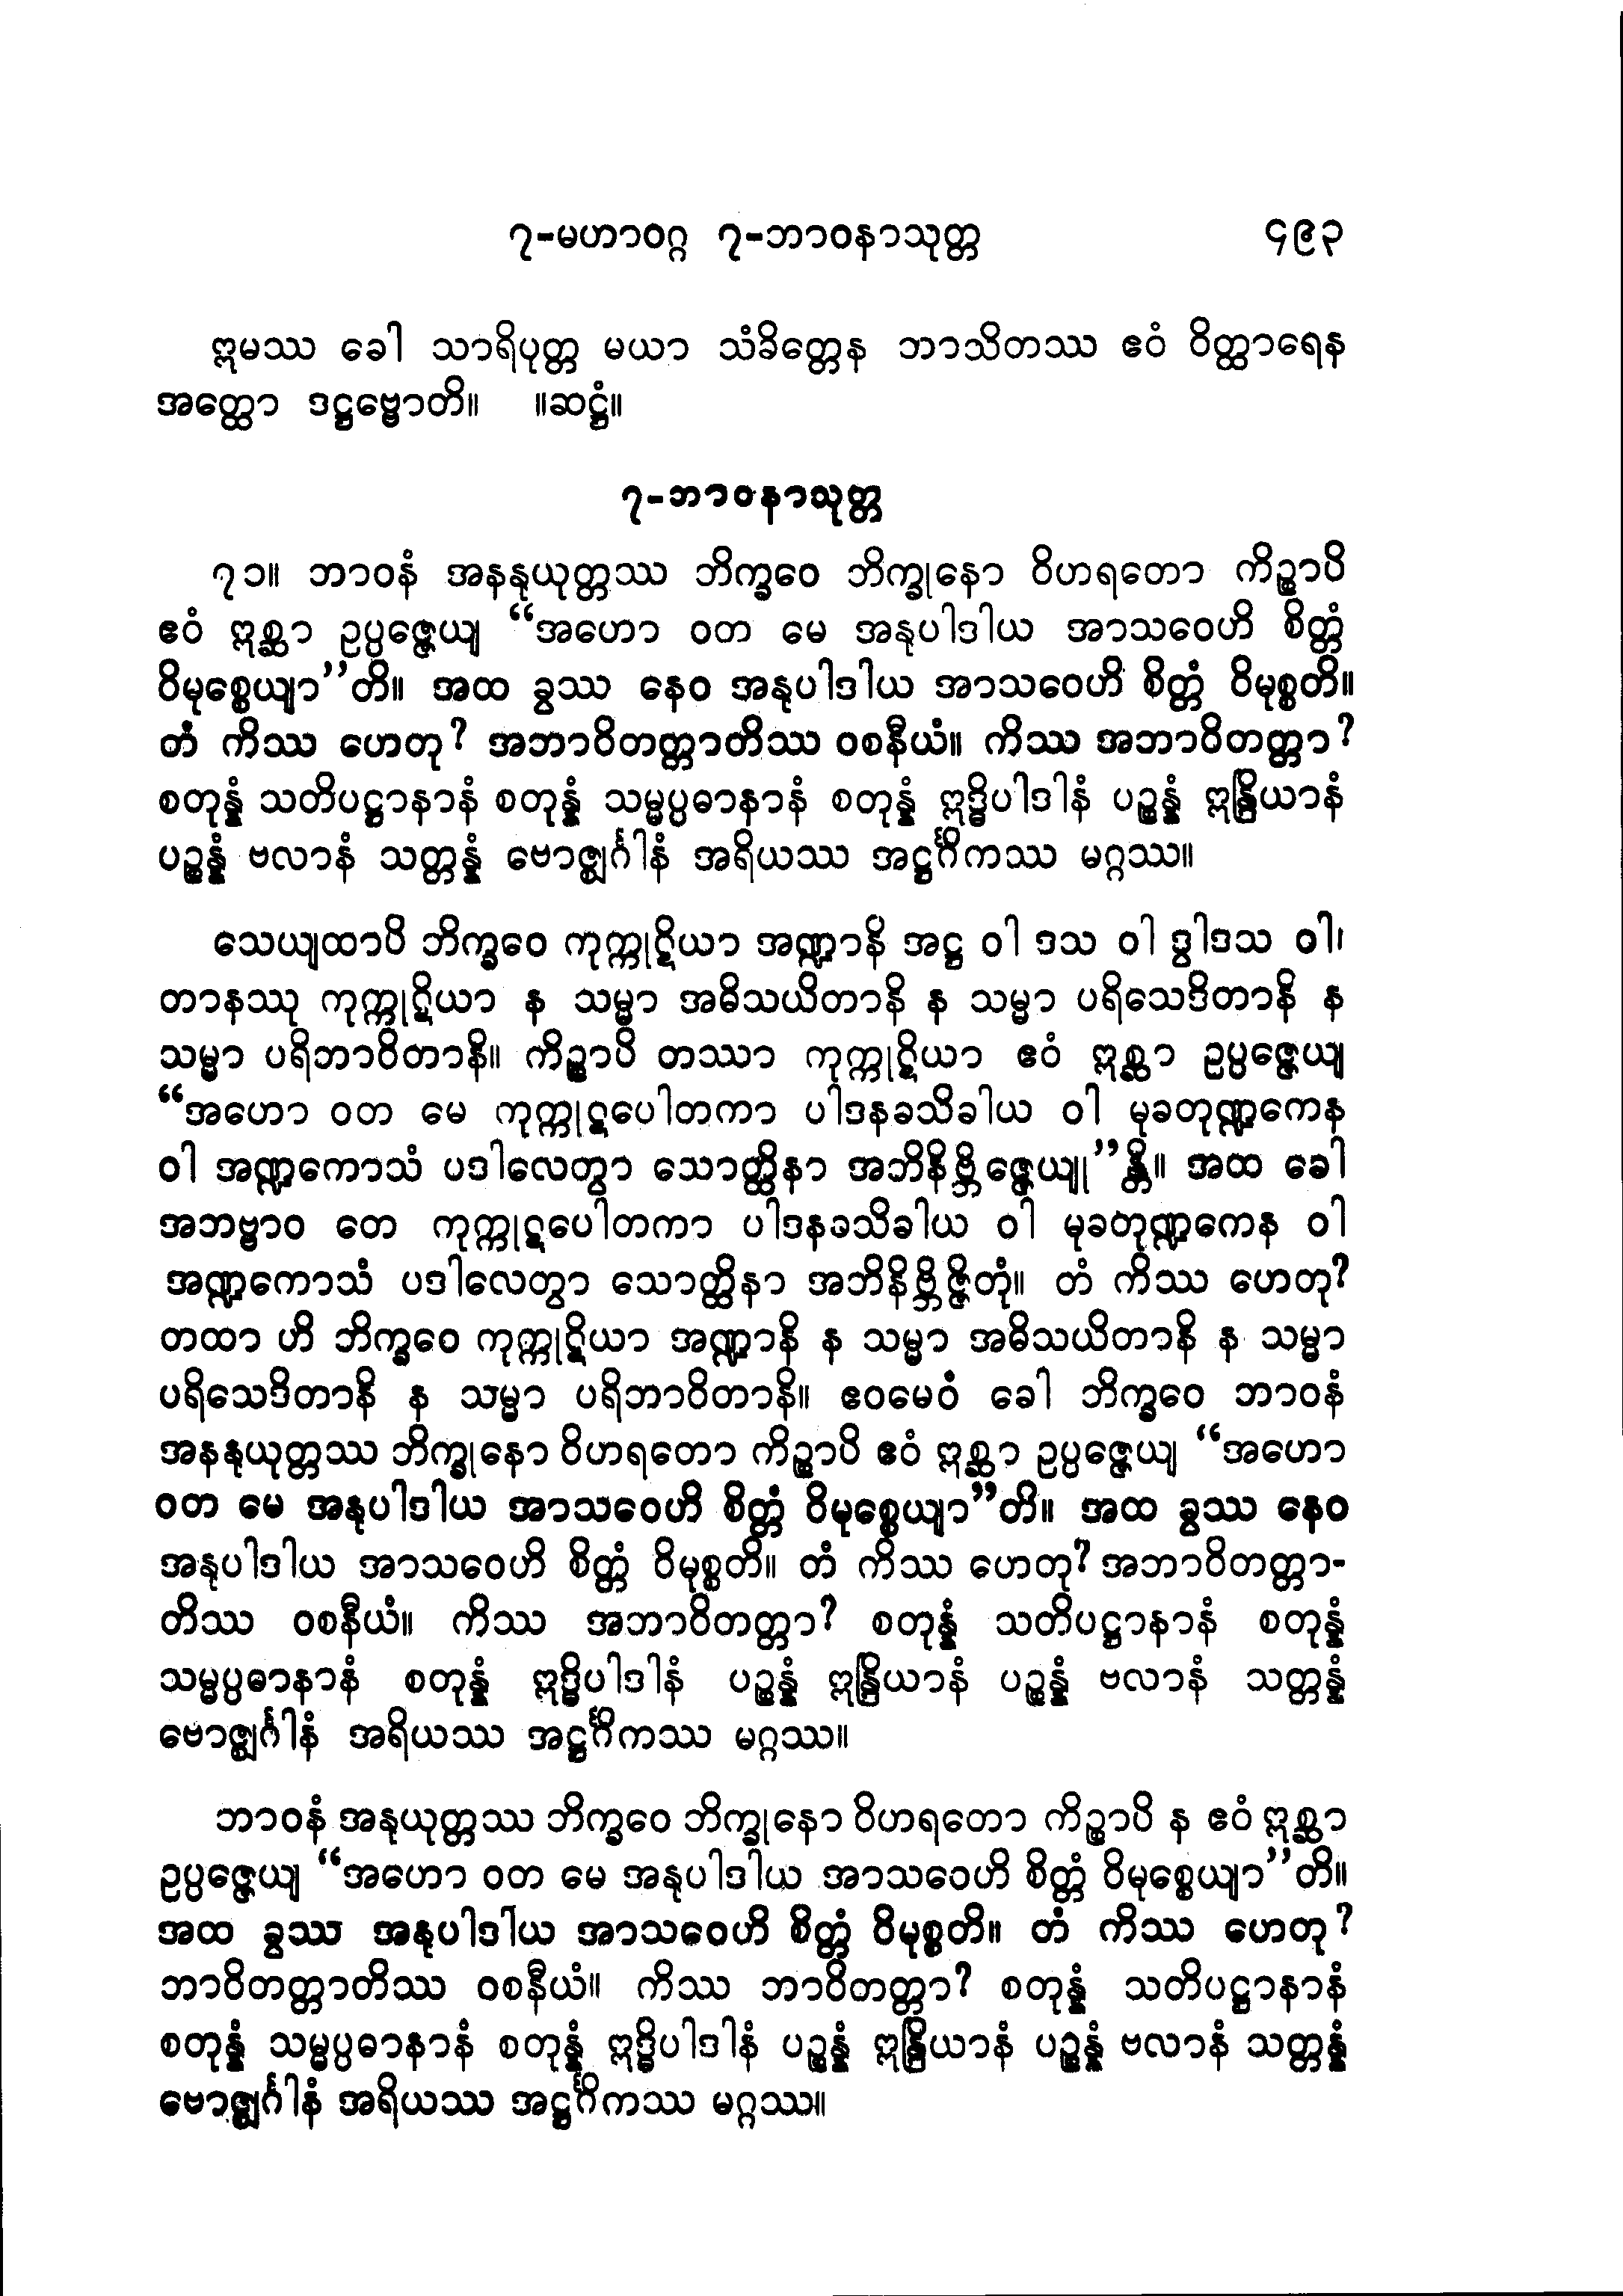 ၇-မဟာဝဂ္ဂ ၇-ဘာဝနာသုတ္တ ၄၉၃
ဣမဿ ခေါ သာရိပုတ္တ မယာ သံခိတ္တေန ဘာသိတဿ ဧဝံ ဝိတ္ထာရေန
အတ္ထော ဒဋ္ဌဗ္ဗောတိ။ ။ဆဋ္ဌံ။
၇-ဘာဝနာသုတ္တ
၇၁။ ဘာဝနံ အနနုယုတ္တဿ ဘိက္ခဝေ ဘိက္ခုနော ဝိဟရတော ကိဉ္စာပိ
ဧဝံ ဣစ္ဆာ ဥပ္ပဇ္ဇေယျ “အဟော ဝတ မေ အနုပါဒါယ အာသဝေဟိ စိတ္တံ
ဝိမုစ္စေယျာ”တိ။ အထ ခွဿ နေဝ အနုပါဒါယ အာသဝေဟိ စိတ္တံ ဝိမုစ္စတိ။
တံ ကိဿ ဟေတု? အဘာဝိတတ္တာတိဿ ဝစနီယံ။ ကိဿ အဘာဝိတတ္တာ?
စတုန္နံ သတိပဋ္ဌာနာနံ စတုန္နံ သမ္မပ္ပဓာနာနံ စတုန္နံ ဣဒ္ဓိပါဒါနံ ပဉ္စန္နံ ဣန္ဒြိယာနံ
ပဉ္စန္နံ ဗလာနံ သတ္တန္နံ ဗောဇ္ဈင်္ဂါနံ အရိယဿ အဋ္ဌင်္ဂိကဿ မဂ္ဂဿ။
သေယျထာပိ ဘိက္ခဝေ ကုက္ကုဋိယာ အဏ္ဍာနိ အဋ္ဌ ဝါ ဒသ ဝါ ဒွါဒသ ဝါ၊
တာနဿု ကုက္ကုဋိယာ န သမ္မာ အဓိသယိတာနိ န သမ္မာ ပရိသေဒိတာနိ န
သမ္မာ ပရိဘာဝိတာနိ။ ကိဉ္စာပိ တဿာ ကုက္ကုဋိယာ ဧဝံ ဣစ္ဆာ ဥပ္ပဇ္ဇေယျ
“အဟော ဝတ မေ ကုက္ကုဋပေါတကာ ပါဒနခသိခါယ ဝါ မုခတုဏ္ဍကေန
ဝါ အဏ္ဍကောသံ ပဒါလေတွာ သောတ္ထိနာ အဘိနိဗ္ဘိဇ္ဇေယျု”န္တိ။ အထ ခေါ
အဘဗ္ဗာဝ တေ ကုက္ကုဋပေါတကာ ပါဒနခသိခါယ ဝါ မုခတုဏ္ဍကေန ဝါ
အဏ္ဍကောသံ ပဒါလေတွာ သောတ္ထိနာ အဘိနိဗ္ဘိဇ္ဇိတုံ။ တံ ကိဿ ဟေတု?
တထာ ဟိ ဘိက္ခဝေ ကုက္ကုဋိယာ အဏ္ဍာနိ န သမ္မာ အဓိသယိတာနိ န သမ္မာ
ပရိသေဒိတာနိ န သမ္မာ ပရိဘာဝိတာနိ။ ဧဝမေဝံ ခေါ ဘိက္ခဝေ ဘာဝနံ
အနနုယုတ္တဿ ဘိက္ခုနော ဝိဟရတော ကိဉ္စာပိ ဧဝံ ဣစ္ဆာ ဥပ္ပဇ္ဇေယျ “အဟော
ဝတ မေ အနုပါဒါယ အာသဝေဟိ စိတ္တံ ဝိမုစ္စေယျာ”တိ။ အထ ခွဿ နေဝ
အနုပါဒါယ အာသဝေဟိ စိတ္တံ ဝိမုစ္စတိ။ တံ ကိဿ ဟေတု? အဘာဝိတတ္တာ-
တိဿ ဝစနီယံ။ ကိဿ အဘာဝိတတ္တာ? စတုန္နံ သတိပဋ္ဌာနာနံ စတုန္နံ
သမ္မပ္ပဓာနာနံ စတုန္နံ ဣဒ္ဓိပါဒါနံ ပဉ္စန္နံ ဣန္ဒြိယာနံ ပဉ္စန္နံ ဗလာနံ သတ္တန္နံ
ဗောဇ္ဈင်္ဂါနံ အရိယဿ အဋ္ဌင်္ဂိကဿ မဂ္ဂဿ။
ဘာဝနံ အနုယုတ္တဿ ဘိက္ခဝေ ဘိက္ခုနော ဝိဟရတော ကိဉ္စာပိ န ဧဝံ ဣစ္ဆာ
ဥပ္ပဇ္ဇေယျ “အဟော ဝတ မေ အနုပါဒါယ အာသဝေဟိ စိတ္တံ ဝိမုစ္စေယျာ”တိ။
အထ ခွဿ အနုပါဒါယ အာသဝေဟိ စိတ္တံ ဝိမုစ္စတိ။ တံ ကိဿ ဟေတု?
ဘာဝိတတ္တာတိဿ ဝစနီယံ။ ကိဿ ဘာဝိတတ္တာ? စတုန္နံ သတိပဋ္ဌာနာနံ
စတုန္နံ သမ္မပ္ပဓာနာနံ စတုန္နံ ဣဒ္ဓိပါဒါနံ ပဉ္စန္နံ ဣန္ဒြိယာနံ ပဉ္စန္နံ ဗလာနံ သတ္တန္နံ
ဗောဇ္ဈင်္ဂါနံ အရိယဿ အဋ္ဌင်္ဂိကဿ မဂ္ဂဿ။